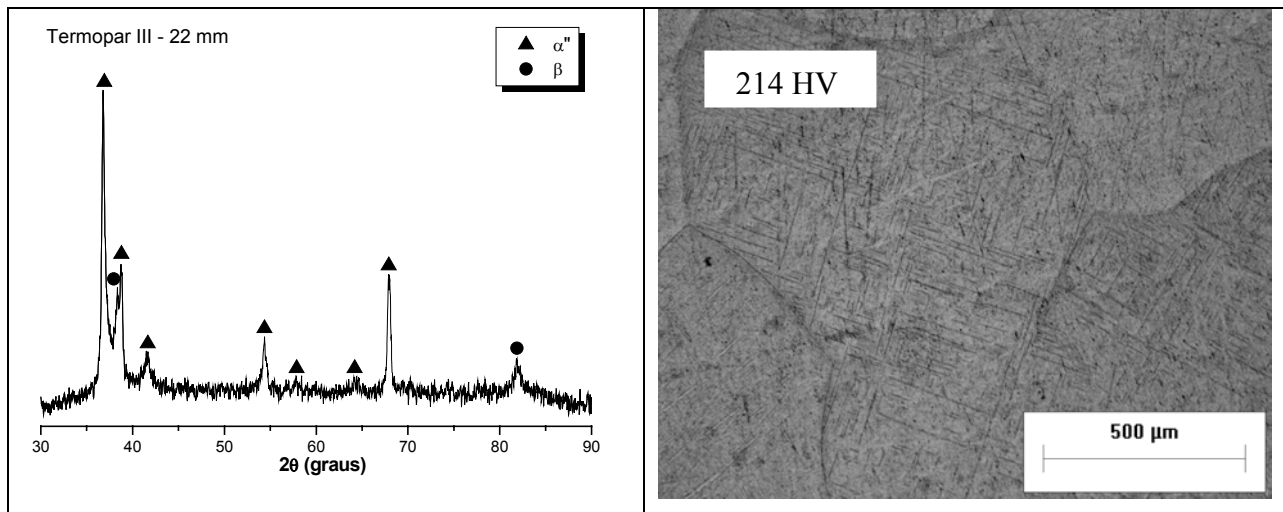 Termopar III - 22 mm
▲ α"
● β
30 40 50 60 70 80 90
2θ (graus)
214 HV
500 µm